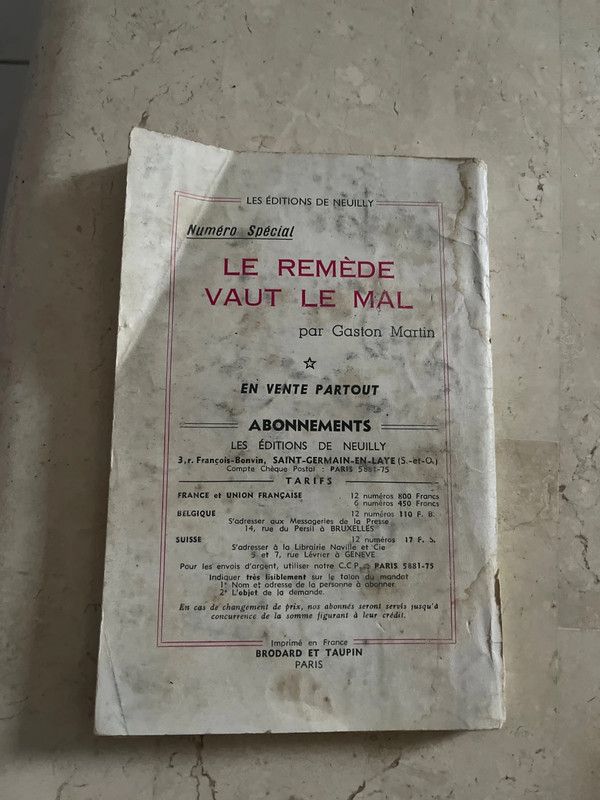 LES ÉDITIONS DE NEUILLY
Numéro Spécial
LE REMÈDE
VAUT LE MAL
par Gaston Martin
☆
EN VENTE PARTOUT
ABONNEMENTS
LES ÉDITIONS DE NEUILLY
3, r. François-Bonvin, SAINT-GERMAIN-EN-LAYE (S.-et-O.)
Compte Chèque Postal : PARIS 5881-75
TARIFS
FRANCE et UNION FRANÇAISE 12 numéros 800 Francs
6 numéros 450 Francs
BELGIQUE 12 numéros 110 F. B.
S'adresser aux Messageries de la Presse
14, rue du Persil à BRUXELLES
SUISSE 12 numéros 17 F. S.
S'adresser à la Librairie Naville et Cie
5 et 7, rue Lévrier à GENÈVE
Pour les envois d'argent, utiliser notre C.C.P. PARIS 5881-75
Indiquer très lisiblement sur le talon du mandat
1° Nom et adresse de la personne à abonner.
2° L'objet de la demande.
En cas de changement de prix, nos abonnés seront servis jusqu'à
concurrence de la somme figurant à leur crédit.
Imprimé en France
BRODARD ET TAUPIN
PARIS